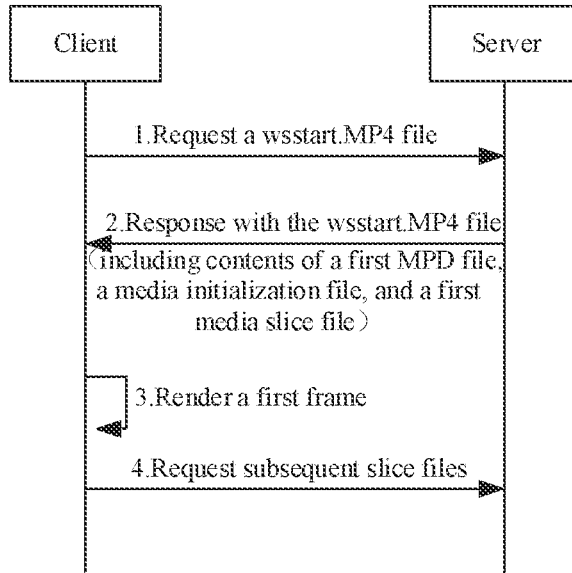 Client
Server
1.Request a wsstart.MP4 file
2.Response with the wsstart.MP4 file
(including contents of a first MPD file,
a media initialization file, and a first
media slice file)
3.Render a first frame
4.Request subsequent slice files